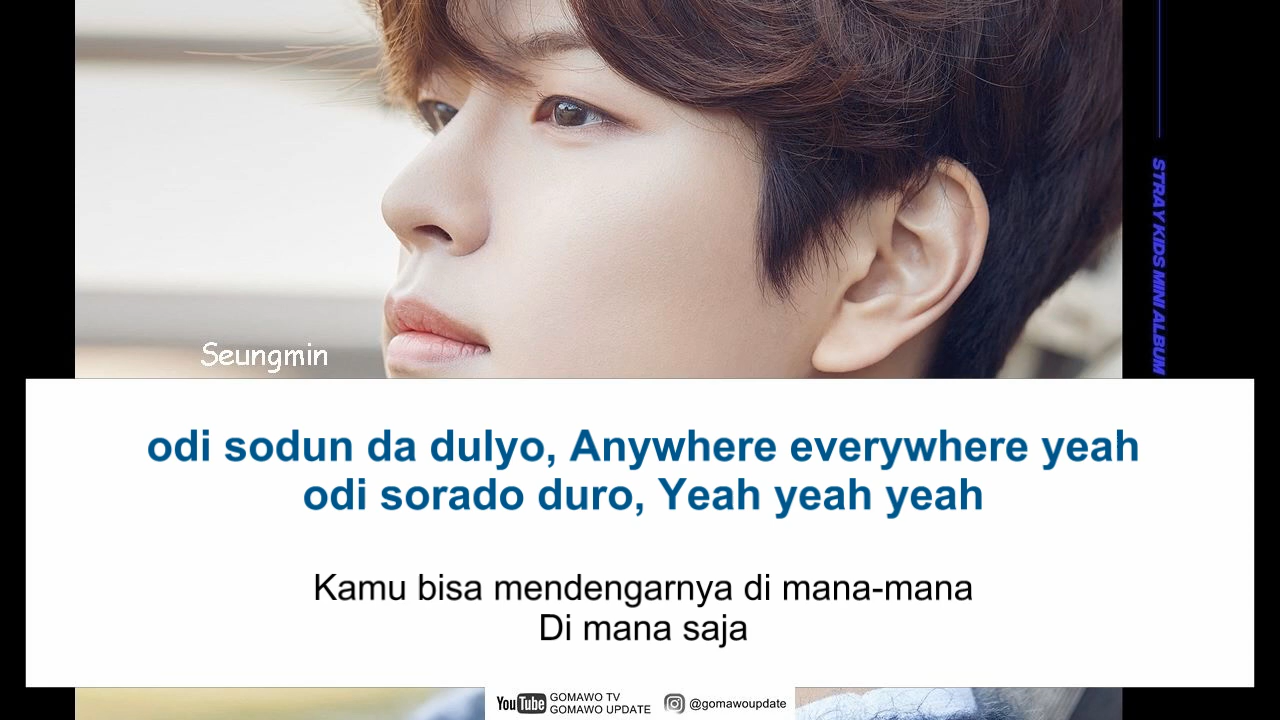 STRAY KIDS MINI ALBUM
Seungmin
odi sodun da dulyo, Anywhere everywhere yeah
odi sorado duro, Yeah yeah yeah
Kamu bisa mendengarnya di mana-mana
Di mana saja
YouTube GOMAWO TV
GOMAWO UPDATE
@gomawoupdate